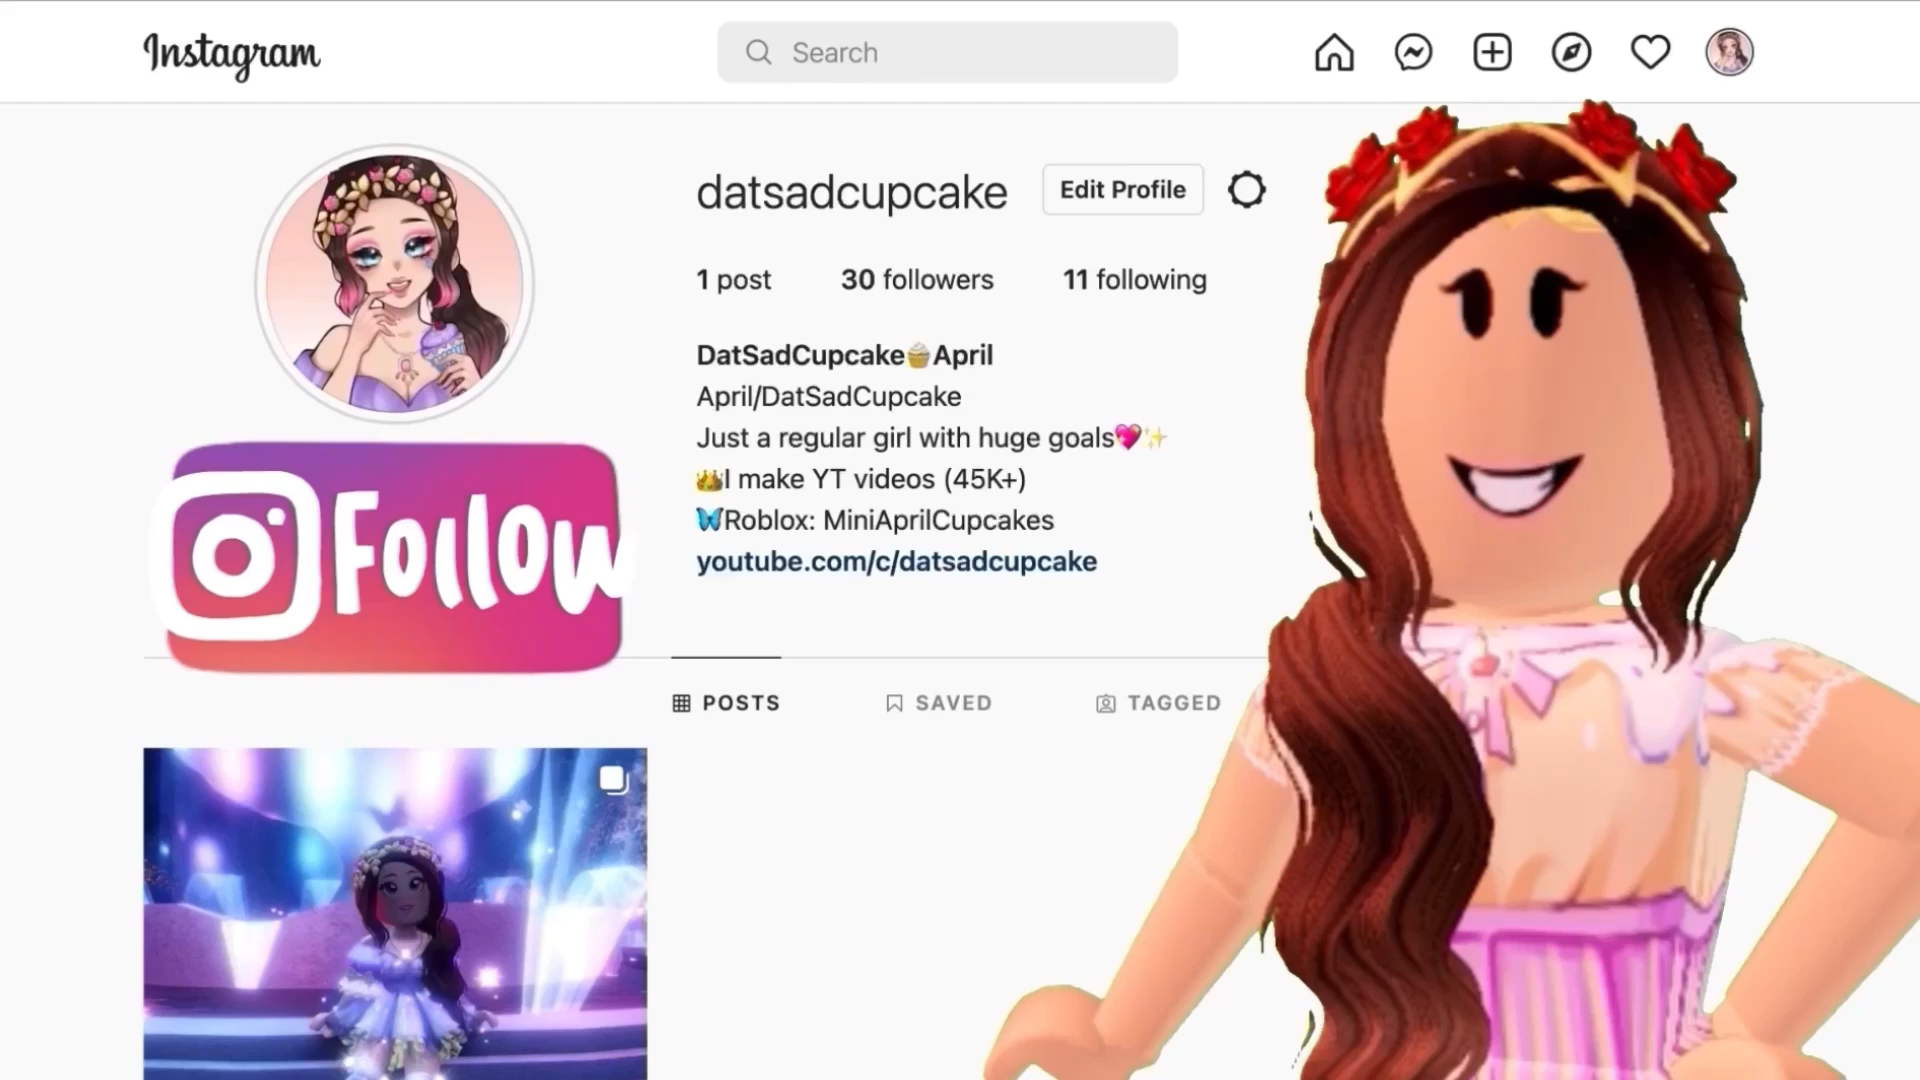 Instagram
Search
datsadcupcake
Edit Profile
1 post
30 followers
11 following
DatSadCupcake🧁April
April/DatSadCupcake
Just a regular girl with huge goals💖✨
👑I make YT videos (45K+)
🦋Roblox: MiniAprilCupcakes
youtube.com/c/datsadcupcake
Follow
POSTS
SAVED
TAGGED